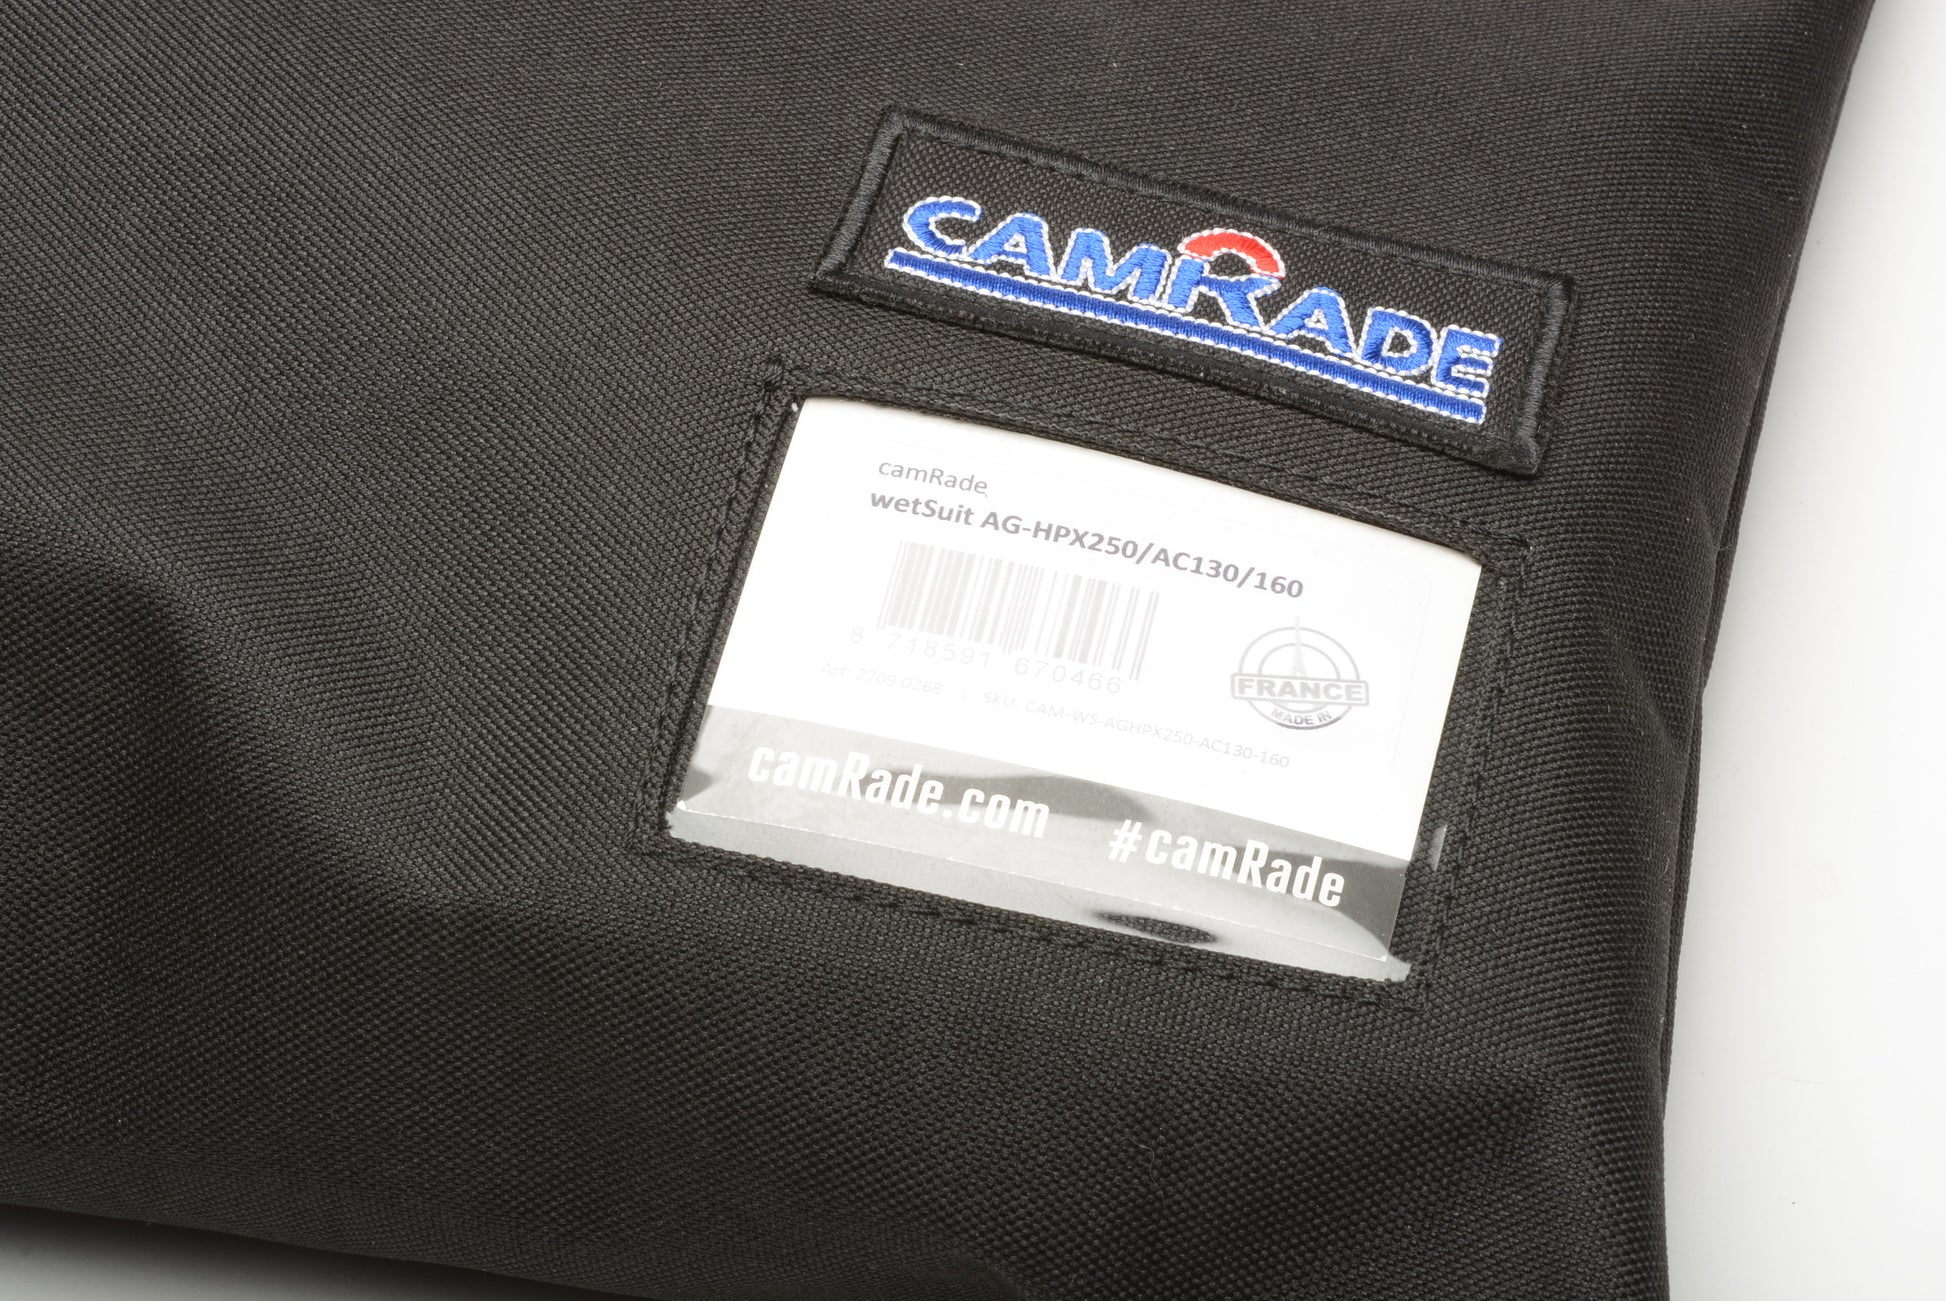 CAMRADE
camRade
wetSuit AG-HPX250/AC130/160
8 718591 670466
Art: 2709.0268 | SKU. CAM-WS-AGHPX250-AC130-160
FRANCE
MADE IN
camRade.com #camRade